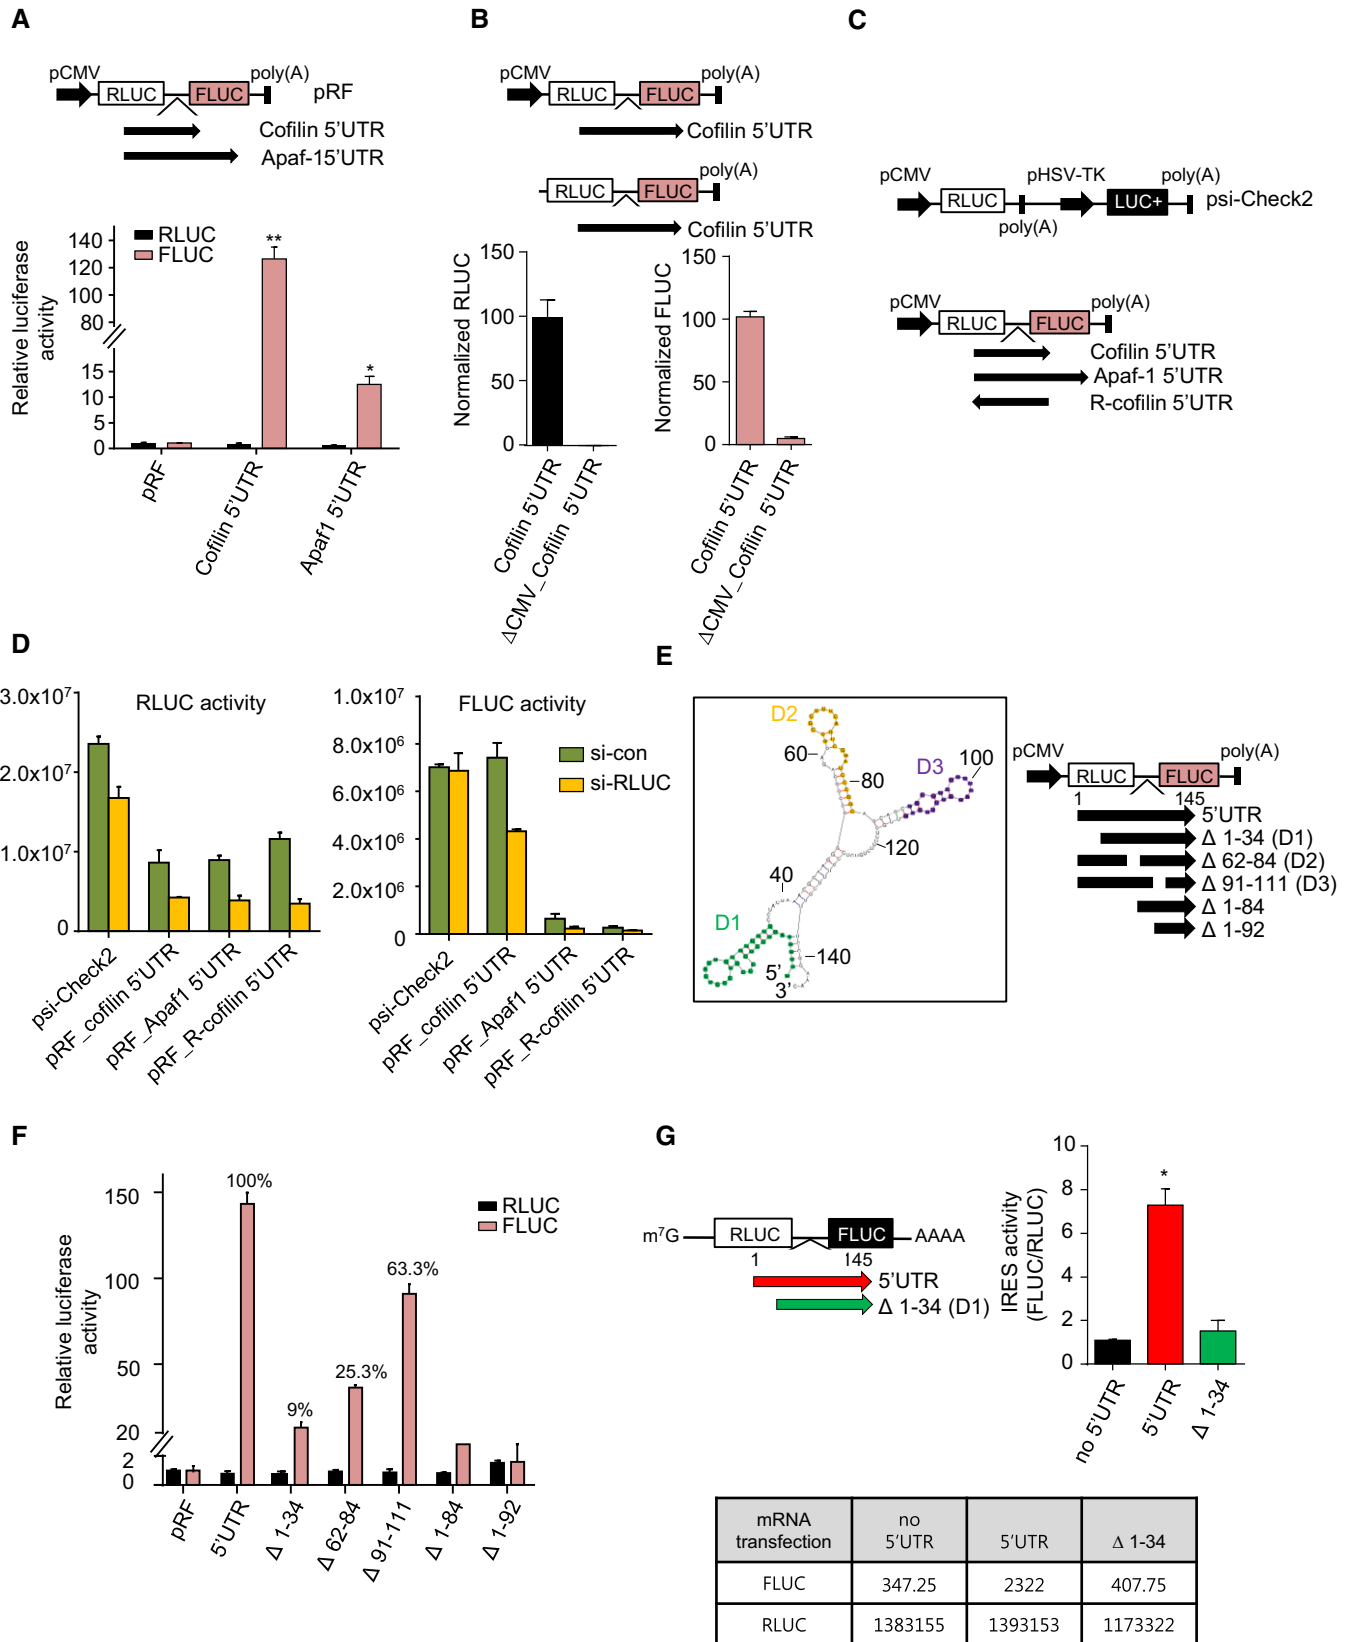 A
pCMV
poly(A)
RLUC
FLUC
pRF
Cofilin 5'UTR
Apaf-15'UTR
Relative luciferase
activity
RLUC
FLUC
140
120
100
80
15
10
5
0
**
*
pRF
Cofilin 5'UTR
Apaf1 5'UTR
B
pCMV
poly(A)
RLUC
FLUC
Cofilin 5'UTR
poly(A)
RLUC
FLUC
Cofilin 5'UTR
Normalized RLUC
150
100
50
0
Cofilin 5'UTR
ΔCMV_Cofilin 5'UTR
Normalized FLUC
150
100
50
0
Cofilin 5'UTR
ΔCMV_Cofilin 5'UTR
C
pCMV
pHSV-TK
poly(A)
RLUC
LUC+
psi-Check2
poly(A)
pCMV
poly(A)
RLUC
FLUC
Cofilin 5'UTR
Apaf-1 5'UTR
R-cofilin 5'UTR
D
3.0x10⁷
2.0x10⁷
1.0x10⁷
0
RLUC activity
psi-Check2
pRF_cofilin 5'UTR
pRF_Apaf1 5'UTR
pRF_R-cofilin 5'UTR
1.0x10⁷
8.0x10⁶
6.0x10⁶
4.0x10⁶
2.0x10⁶
0
FLUC activity
si-con
si-RLUC
psi-Check2
pRF_cofilin 5'UTR
pRF_Apaf1 5'UTR
pRF_R-cofilin 5'UTR
E
D2
60
80
D3
100
120
40
D1
5'
3'
140
pCMV
poly(A)
RLUC
FLUC
1
145
5'UTR
Δ 1-34 (D1)
Δ 62-84 (D2)
Δ 91-111 (D3)
Δ 1-84
Δ 1-92
F
Relative luciferase
activity
150
100
50
20
2
0
100%
9%
25.3%
63.3%
RLUC
FLUC
pRF
5'UTR
Δ 1-34
Δ 62-84
Δ 91-111
Δ 1-84
Δ 1-92
G
m⁷G
RLUC
FLUC
AAAA
1
145
5'UTR
Δ 1-34 (D1)
IRES activity
(FLUC/RLUC)
10
8
6
4
2
0
*
no 5'UTR
5'UTR
Δ 1-34
mRNA transfection no 5'UTR 5'UTR Δ 1-34
FLUC 347.25 2322 407.75
RLUC 1383155 1393153 1173322